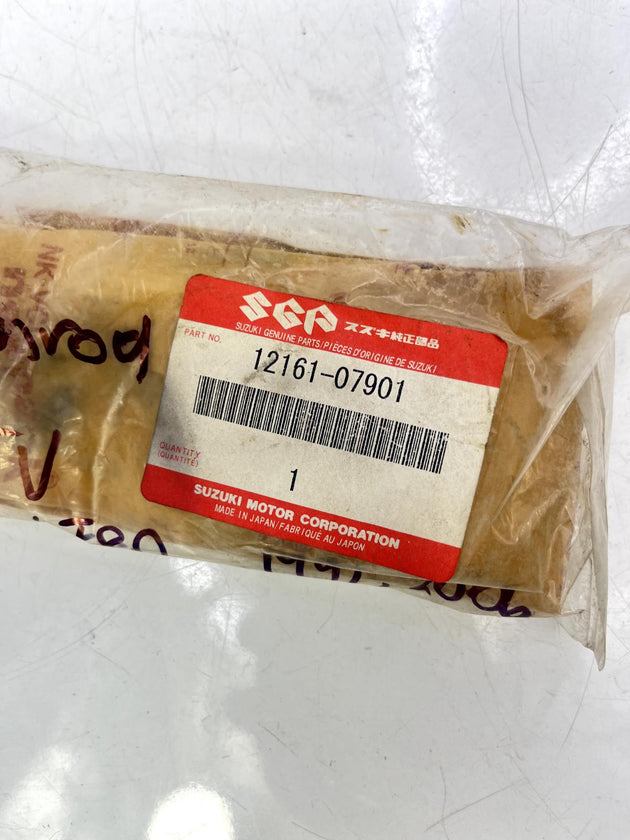 SGP スズキ純正部品
SUZUKI GENUINE PARTS/PIECES D'ORIGINE DE SUZUKI
PART NO.
12161-07901
QUANTITY
(QUANTITÉ)
1
SUZUKI MOTOR CORPORATION
MADE IN JAPAN/FABRIQUÉ AU JAPON